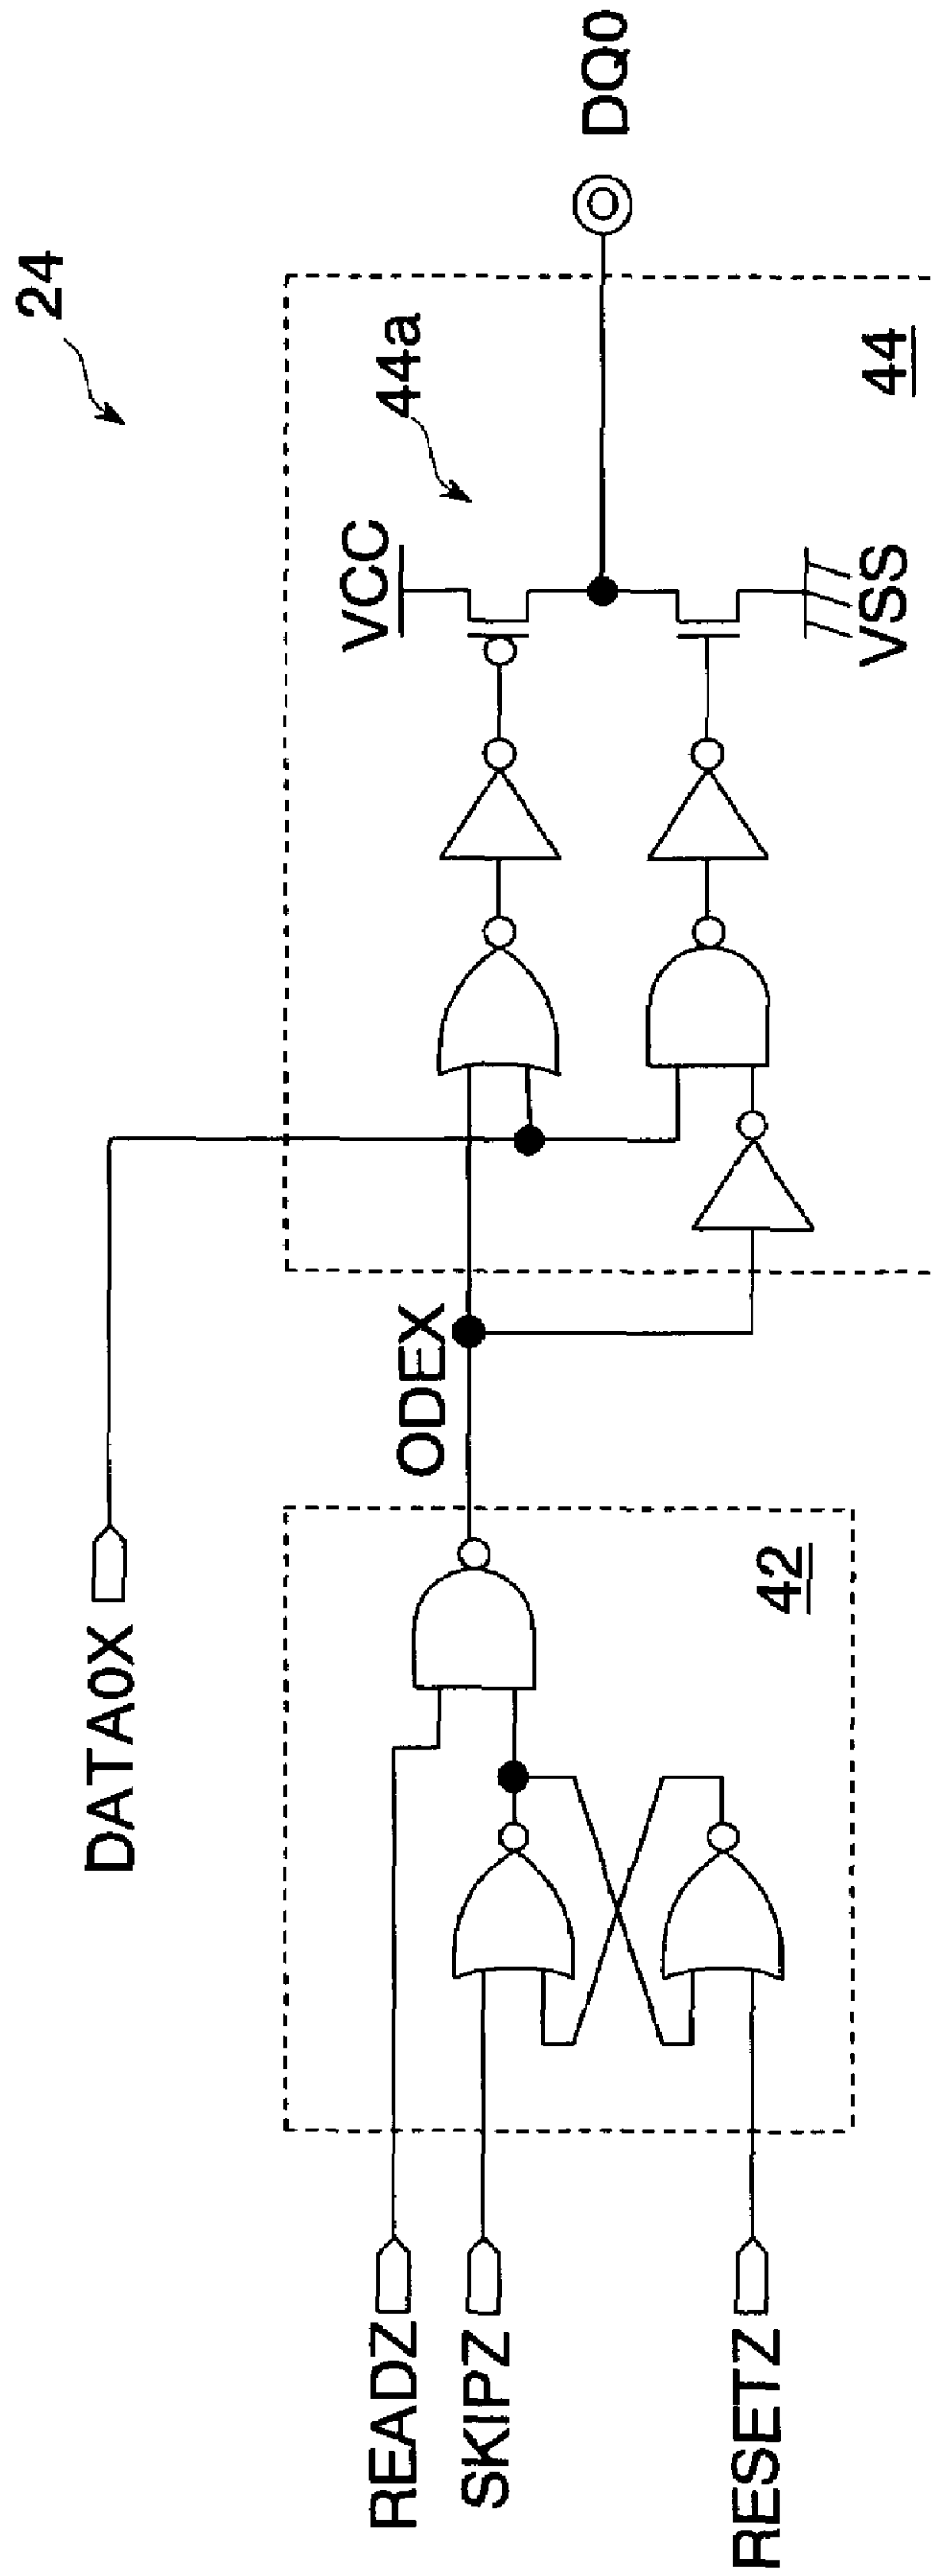 24
DATA0X
ODEX
44a
VCC
DQ0
READZ
SKIPZ
RESETZ
42
VSS
44